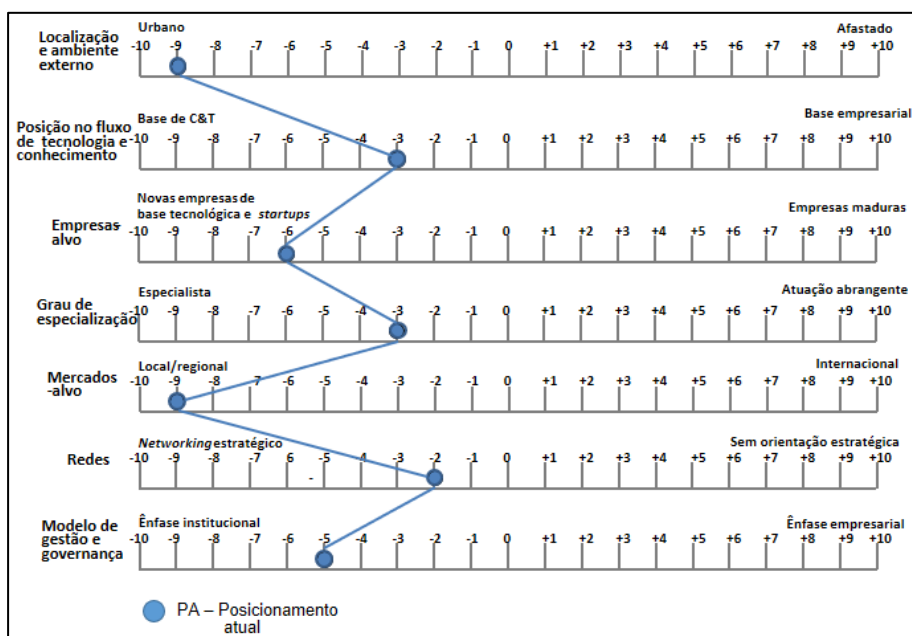 Localização
e ambiente
externo
Urbano
Afastado
-10 -9 -8 -7 -6 -5 -4 -3 -2 -1 0 +1 +2 +3 +4 +5 +6 +7 +8 +9 +10
Posição no fluxo
de tecnologia e
conhecimento
Base de C&T
Base empresarial
-10 -9 -8 -7 -6 -5 -4 -3 -2 -1 0 +1 +2 +3 +4 +5 +6 +7 +8 +9 +10
Empresas-
alvo
Novas empresas de
base tecnológica e startups
Empresas maduras
-10 -9 -8 -7 -6 -5 -4 -3 -2 -1 0 +1 +2 +3 +4 +5 +6 +7 +8 +9 +10
Grau de
especialização
Especialista
Atuação abrangente
-10 -9 -8 -7 -6 -5 -4 -3 -2 -1 0 +1 +2 +3 +4 +5 +6 +7 +8 +9 +10
Mercados
-alvo
Local/regional
Internacional
-10 -9 -8 -7 -6 -5 -4 -3 -2 -1 0 +1 +2 +3 +4 +5 +6 +7 +8 +9 +10
Redes
Networking estratégico
Sem orientação estratégica
-10 -9 -8 -7 -6 -5 -4 -3 -2 -1 0 +1 +2 +3 +4 +5 +6 +7 +8 +9 +10
-
Modelo de
gestão e
governança
Ênfase institucional
Ênfase empresarial
-10 -9 -8 -7 -6 -5 -4 -3 -2 -1 0 +1 +2 +3 +4 +5 +6 +7 +8 +9 +10
PA – Posicionamento
atual